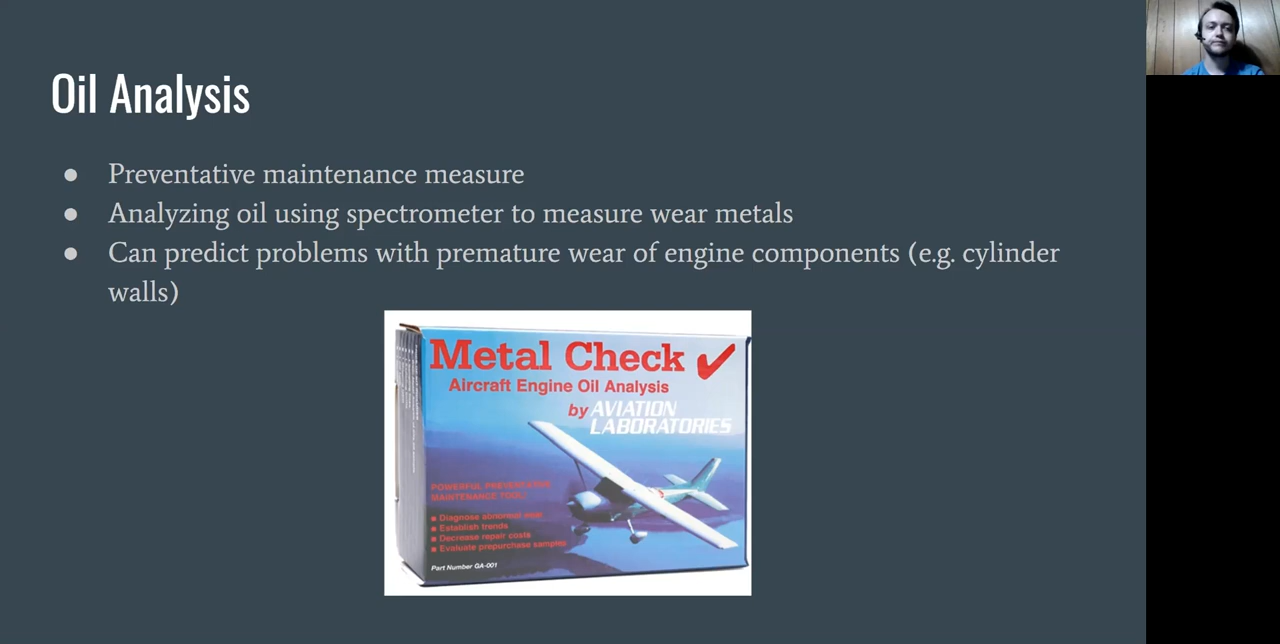 Oil Analysis
● Preventative maintenance measure
● Analyzing oil using spectrometer to measure wear metals
● Can predict problems with premature wear of engine components (e.g. cylinder
walls)
Metal Check
Aircraft Engine Oil Analysis
by AVIATION
LABORATORIES
POWERFUL PREVENTATIVE
MAINTENANCE TOOL:
■ Diagnose abnormal wear
■ Establish trends
■ Decrease repair costs
■ Evaluate prepurchase samples
Part Number GA-001